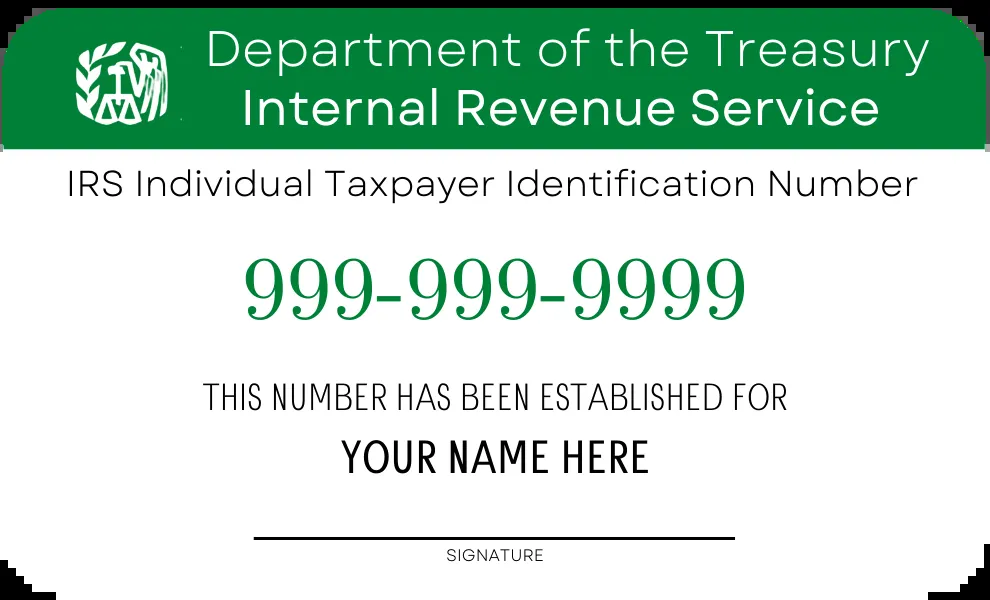 Department of the Treasury
Internal Revenue Service
IRS Individual Taxpayer Identification Number
999-999-9999
THIS NUMBER HAS BEEN ESTABLISHED FOR
YOUR NAME HERE
SIGNATURE